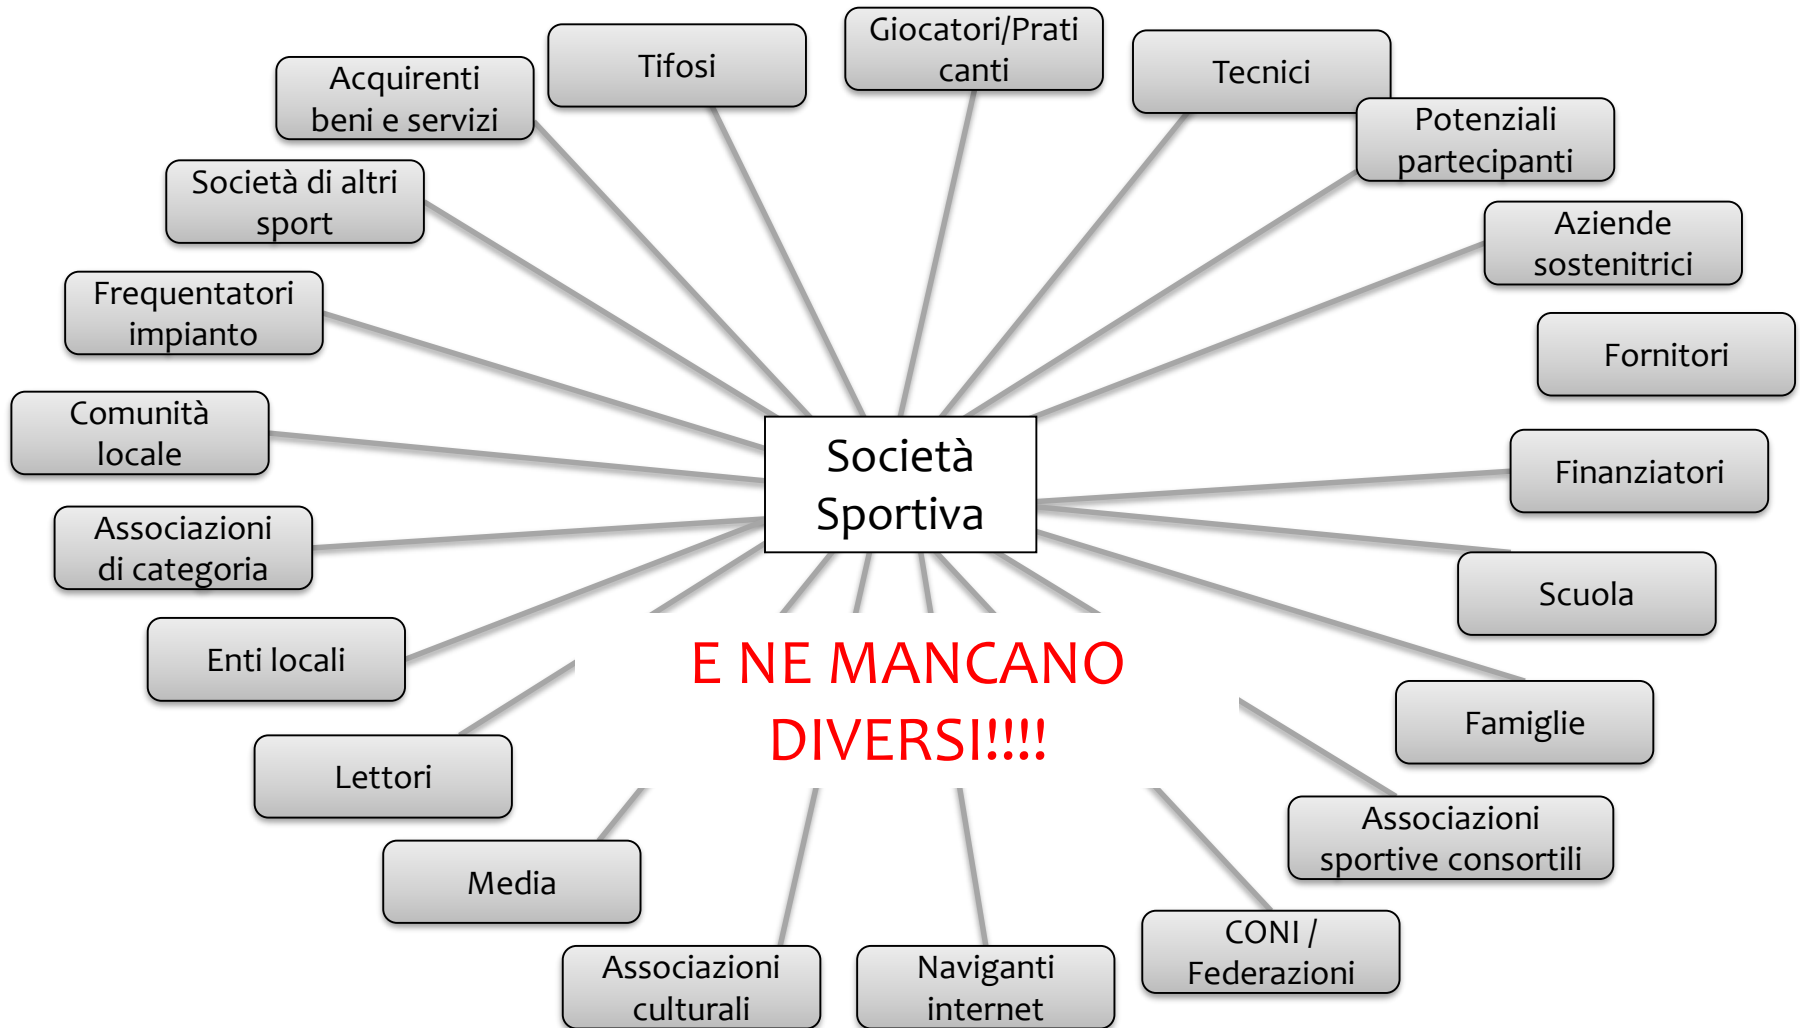 Giocatori/Prati
canti
Tifosi
Tecnici
Acquirenti
beni e servizi
Potenziali
partecipanti
Società di altri
sport
Aziende
sostenitrici
Frequentatori
impianto
Fornitori
Comunità
locale
Società
Sportiva
Finanziatori
Associazioni
di categoria
Scuola
Enti locali
E NE MANCANO
DIVERSI!!!!
Famiglie
Lettori
Associazioni
sportive consortili
Media
CONI /
Federazioni
Associazioni
culturali
Naviganti
internet